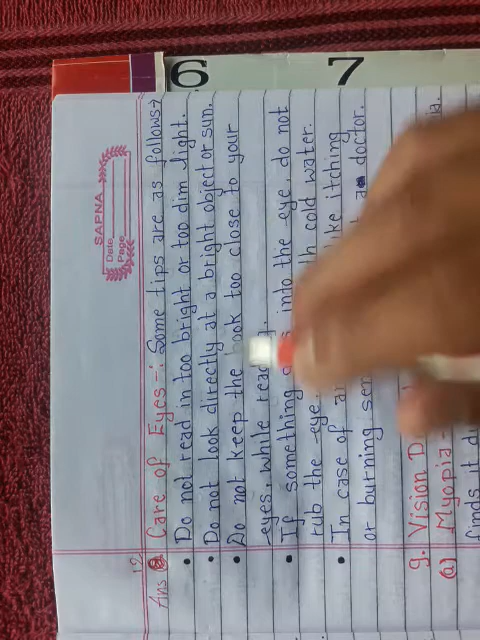 6 7
SAPNA
Date
Page
12
Ans Care of Eyes-: Some tips are as follows→
• Do not read in too bright or too dim light.
• Do not look directly at a bright object or sun.
• Do not keep the book too close to your
eyes, while
• If something into the eye, do not
rub the eye. cold water.
• In case of itching
or burning doctor.
9. Vision
(a) Myopia-
finds it